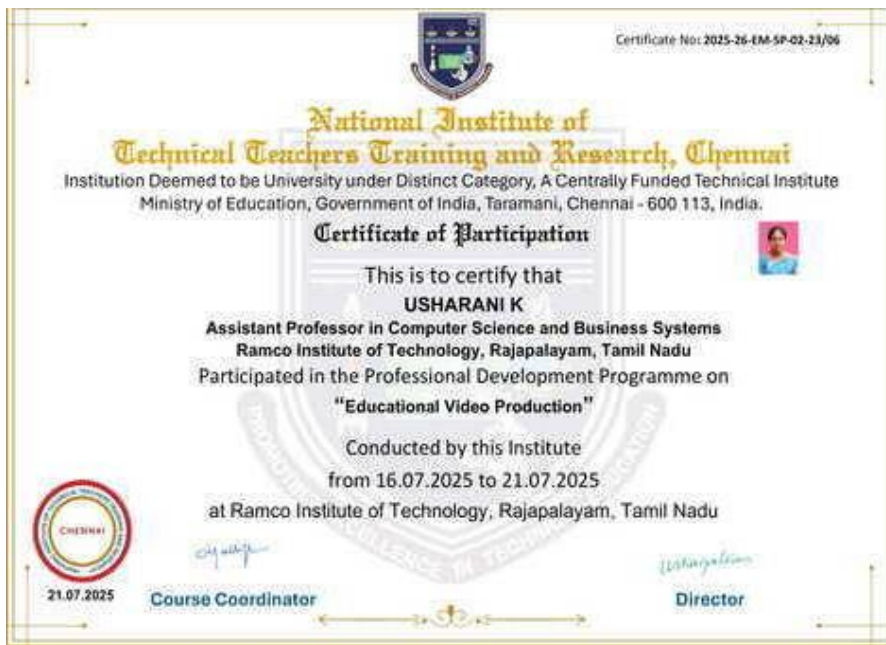 Certificate No: 2025-26-EM-SP-02-23/06
National Institute of
Technical Teachers Training and Research, Chennai
Institution Deemed to be University under Distinct Category, A Centrally Funded Technical Institute
Ministry of Education, Government of India, Taramani, Chennai - 600 113, India.
Certificate of Participation
This is to certify that
USHARANI K
Assistant Professor in Computer Science and Business Systems
Ramco Institute of Technology, Rajapalayam, Tamil Nadu
Participated in the Professional Development Programme on
"Educational Video Production"
Conducted by this Institute
from 16.07.2025 to 21.07.2025
at Ramco Institute of Technology, Rajapalayam, Tamil Nadu
CHENNAI
21.07.2025
Course Coordinator
Director